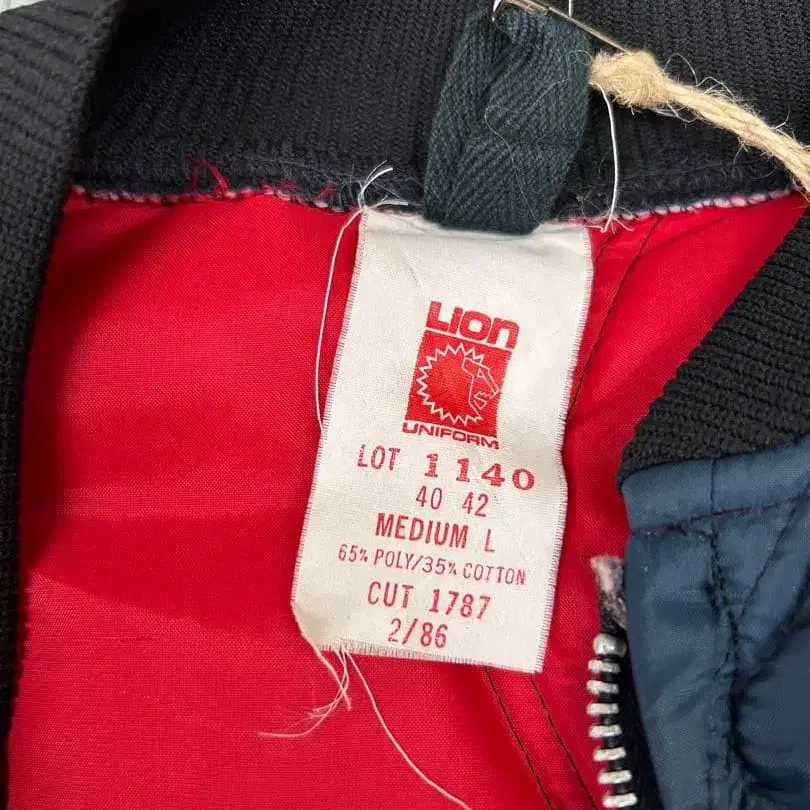 LION
UNIFORM
LOT 1140
40 42
MEDIUM L
65% POLY/35% COTTON
CUT 1787
2/86